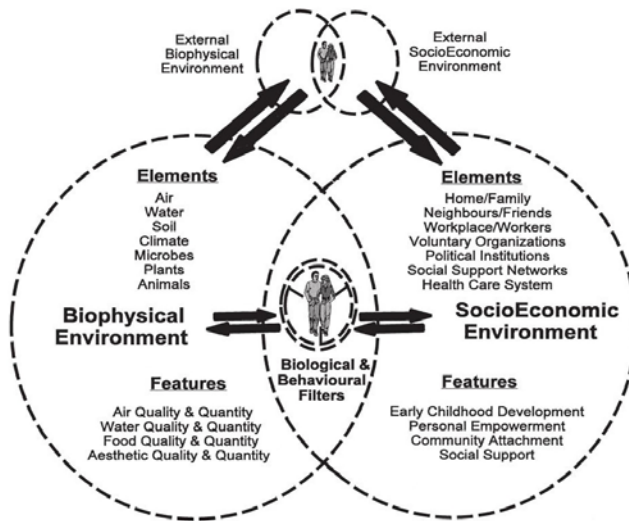 External
Biophysical
Environment
External
SocioEconomic
Environment
Elements
Air
Water
Soil
Climate
Microbes
Plants
Animals
Biophysical
Environment
Features
Air Quality & Quantity
Water Quality & Quantity
Food Quality & Quantity
Aesthetic Quality & Quantity
Biological &
Behavioural
Filters
Elements
Home/Family
Neighbours/Friends
Workplace/Workers
Voluntary Organizations
Political Institutions
Social Support Networks
Health Care System
SocioEconomic
Environment
Features
Early Childhood Development
Personal Empowerment
Community Attachment
Social Support